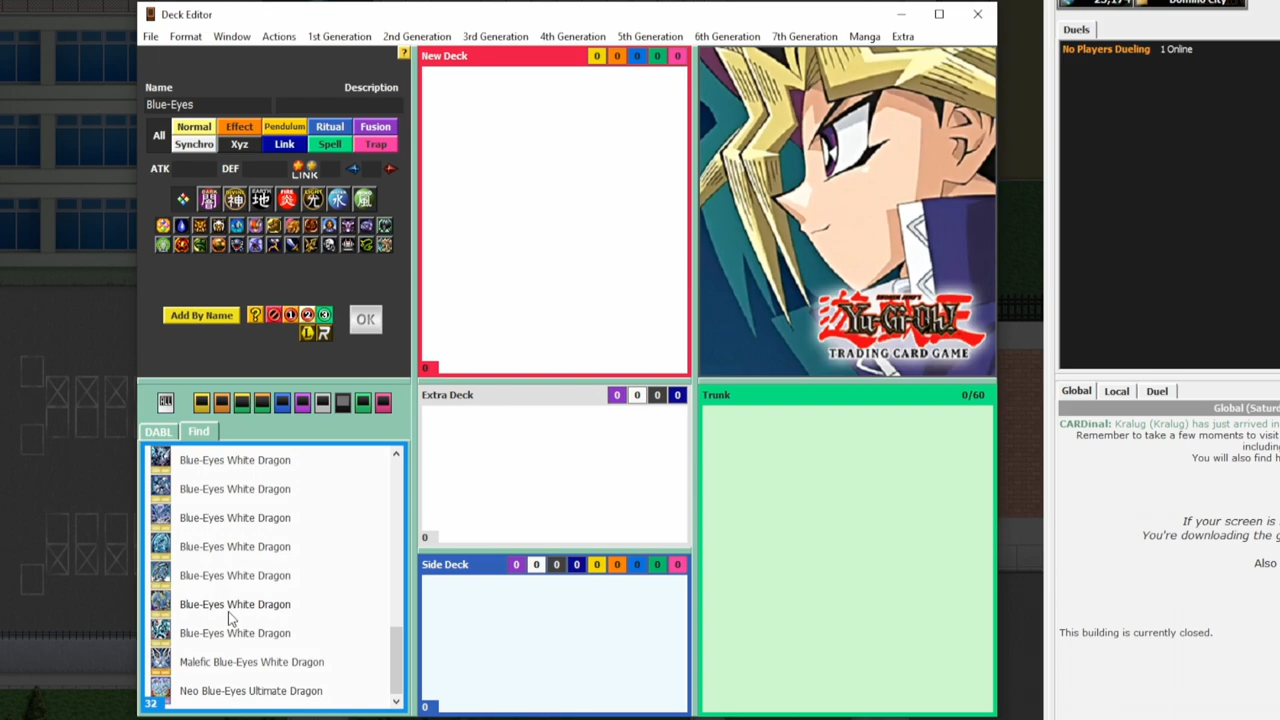 Deck Editor
File Format Window Actions 1st Generation 2nd Generation 3rd Generation 4th Generation 5th Generation 6th Generation 7th Generation Manga Extra
?
Name Description
Blue-Eyes
All
Normal Effect Pendulum Ritual Fusion
Synchro Xyz Link Spell Trap
ATK DEF LINK
Add By Name
? 1 2 3
L R
OK
ALL
DABL Find
Blue-Eyes White Dragon
Blue-Eyes White Dragon
Blue-Eyes White Dragon
Blue-Eyes White Dragon
Blue-Eyes White Dragon
Blue-Eyes White Dragon
Blue-Eyes White Dragon
Malefic Blue-Eyes White Dragon
Neo Blue-Eyes Ultimate Dragon
32
New Deck 0 0 0 0 0
0
Extra Deck 0 0 0 0
0
Side Deck 0 0 0 0 0 0 0 0 0
0
Yu-Gi-Oh!
TRADING CARD GAME
Trunk 0/60
Duels
No Players Dueling 1 Online
Global Local Duel
Global (Satur
CARDinal: Kralug (Kralug) has just arrived in
Remember to take a few moments to visit
including
You will also find h
If your screen is
You're downloading the g
Also
This building is currently closed.